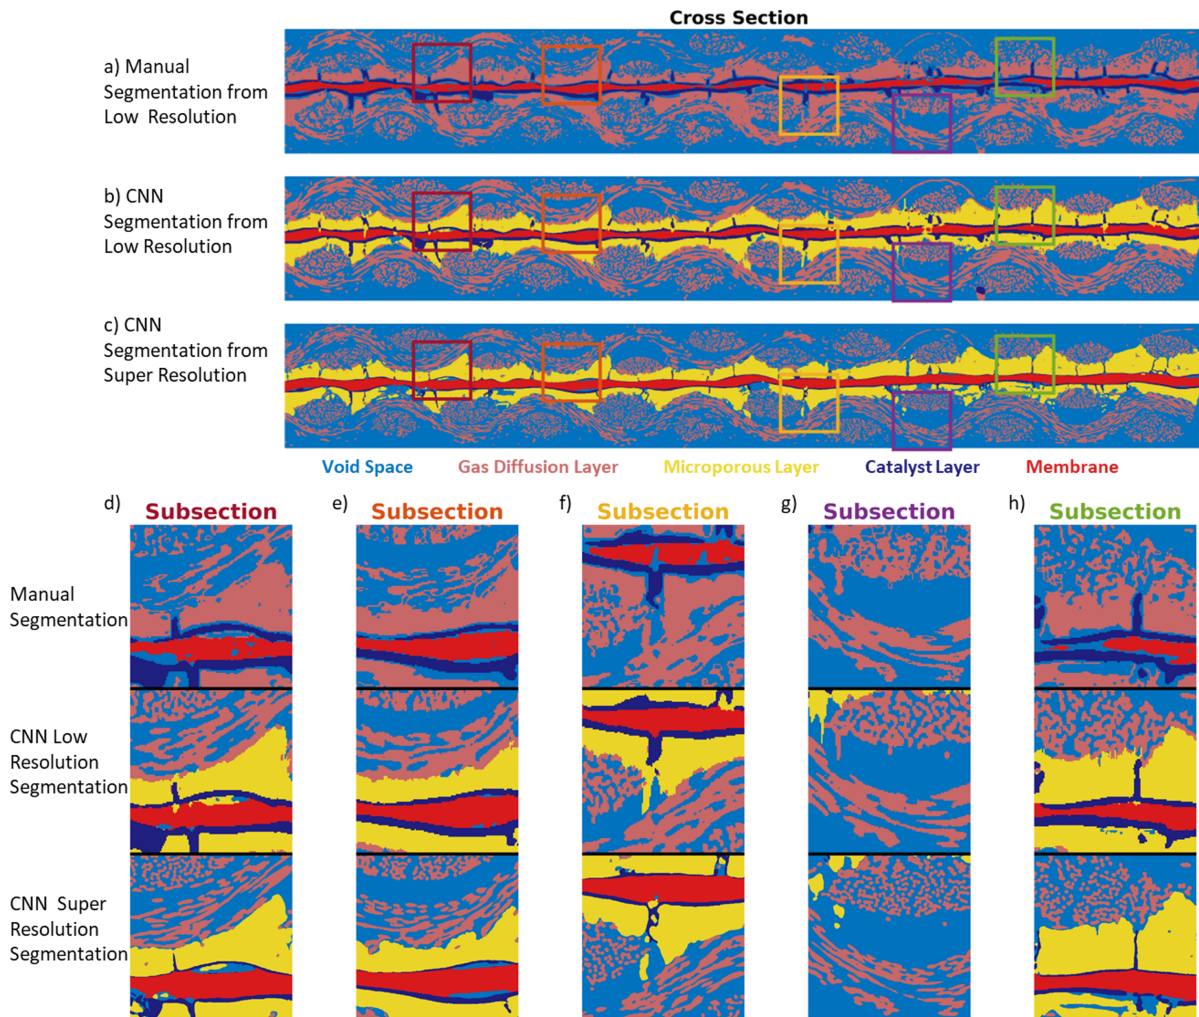 Cross Section
a) Manual
Segmentation from
Low  Resolution
b) CNN
Segmentation from
Low Resolution
c) CNN
Segmentation from
Super Resolution
Void Space Gas Diffusion Layer Microporous Layer Catalyst Layer Membrane
d) Subsection e) Subsection f) Subsection g) Subsection h) Subsection
Manual
Segmentation
CNN Low
Resolution
Segmentation
CNN  Super
Resolution
Segmentation